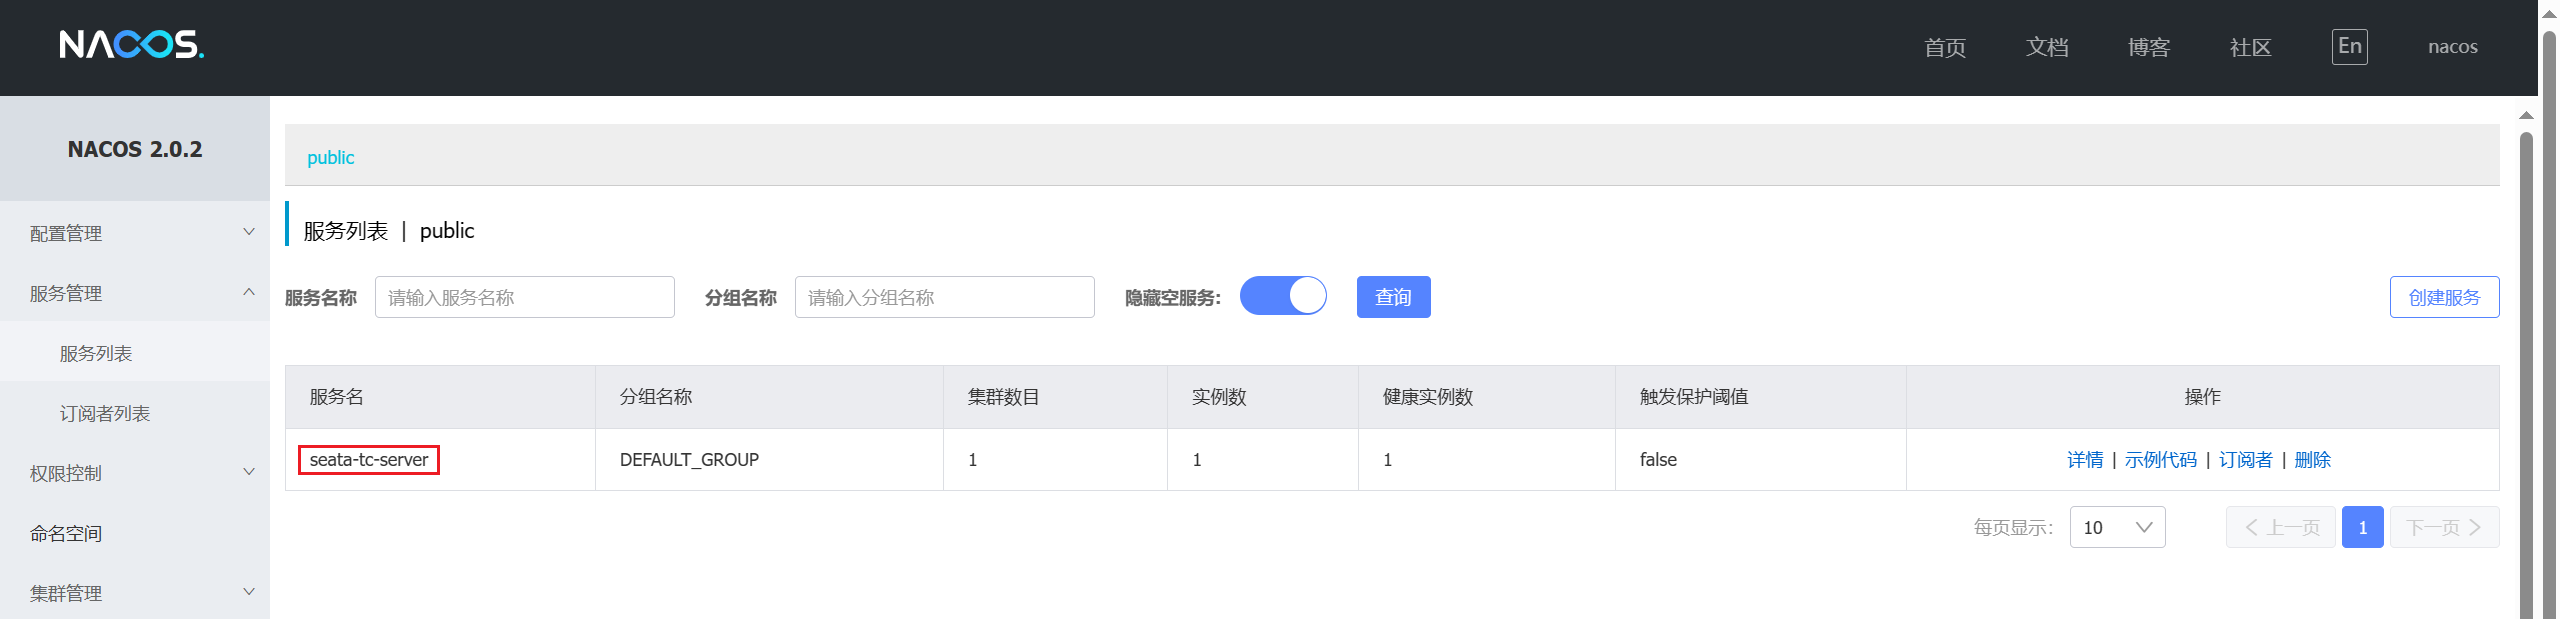 NACOS.
首页 文档 博客 社区 En nacos
NACOS 2.0.2
配置管理
服务管理
服务列表
订阅者列表
权限控制
命名空间
集群管理
public
服务列表 | public
服务名称 请输入服务名称 分组名称 请输入分组名称 隐藏空服务: 查询 创建服务
服务名 分组名称 集群数目 实例数 健康实例数 触发保护阈值 操作
seata-tc-server DEFAULT_GROUP 1 1 1 false 详情 | 示例代码 | 订阅者 | 删除
每页显示: 10 上一页 1 下一页